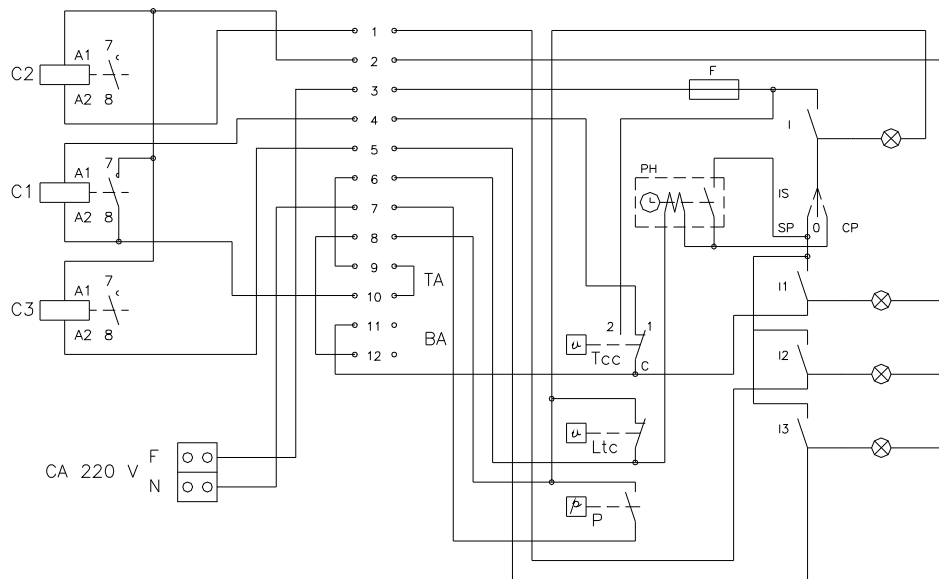 7
C2 A1
A2 8
7
C1 A1
A2 8
7
C3 A1
A2 8
CA 220 V F
N
1
2
3
4
5
6
7
8
9
10
11
12
TA
BA
F
I
PH
IS
SP 0 CP
I1
2 1
u Tcc C
I2
u Ltc
I3
p P